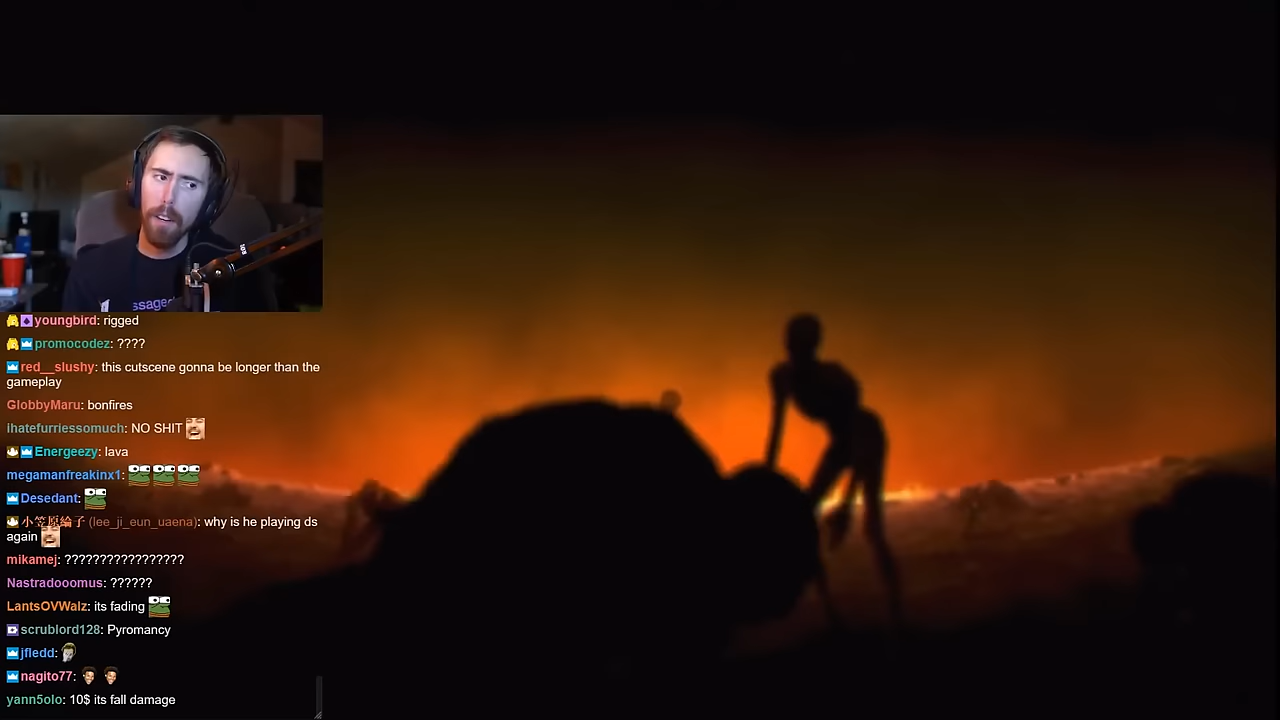 ssage
youngbird: rigged
promocodez: ????
red__slushy: this cutscene gonna be longer than the
gameplay
GlobbyMaru: bonfires
ihatefurriessomuch: NO SHIT
Energeezy: lava
megamanfreakinx1:
Desedant:
小笠原綸子 (lee_ji_eun_uaena): why is he playing ds
again
mikamej: ?????????????????
Nastradooomus: ??????
LantsOVWalz: its fading
scrublord128: Pyromancy
jfledd:
nagito77:
yann5olo: 10$ its fall damage